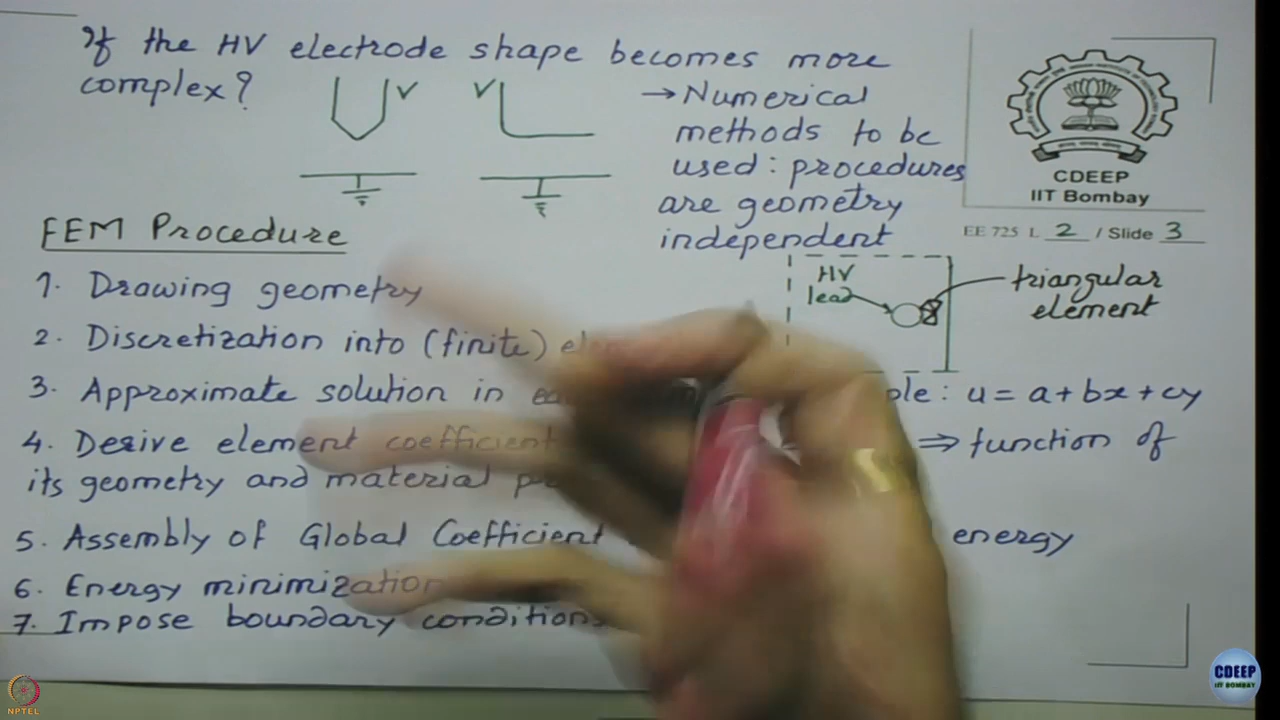 If the HV electrode shape becomes more
complex?
V
V
→ Numerical
methods to be
used: procedures
are geometry
independent
CDEEP
IIT Bombay
EE 725 L 2 / Slide 3
FEM Procedure
HV
lead
triangular
element
1. Drawing geometry
2. Discretization into (finite)
3. Approximate solution in : u = a + bx + cy
4. Derive element coefficient ⇒ function of
its geometry and material
5. Assembly of Global Coefficient energy
6. Energy minimization
7. Impose boundary conditions
NPTEL
CDEEP
IIT BOMBAY